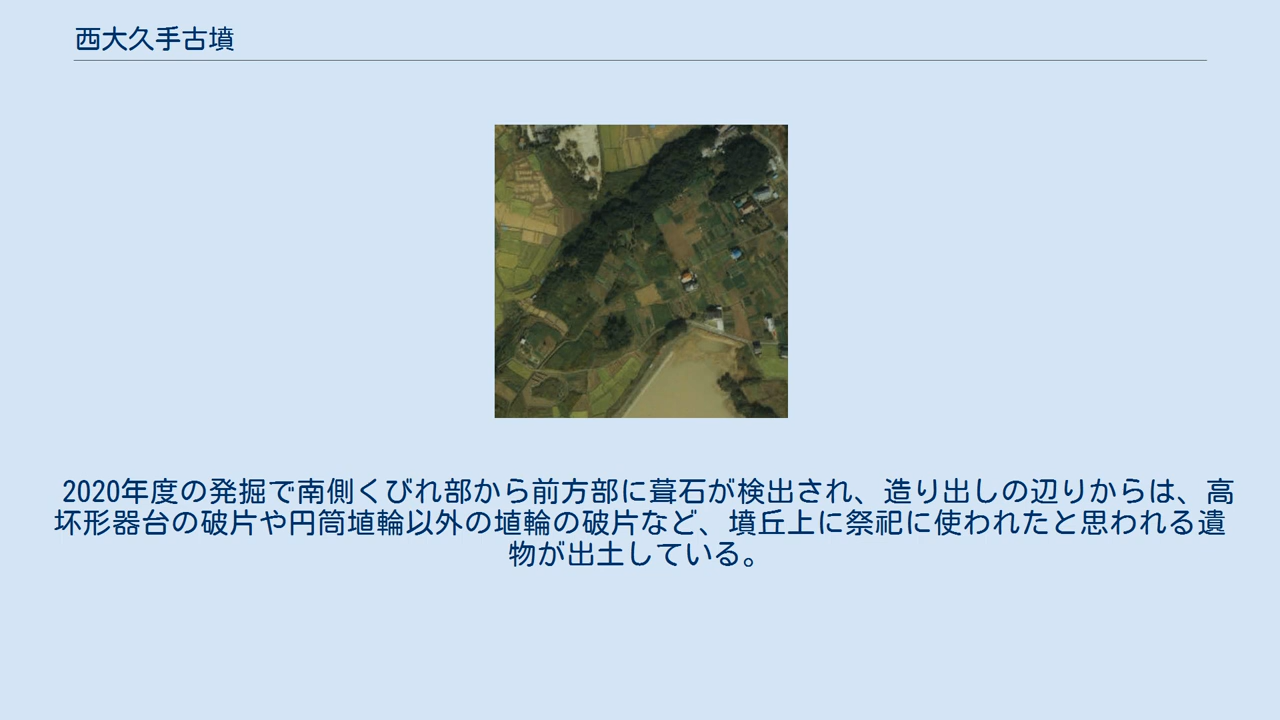 西大久手古墳
2020年度の発掘で南側くびれ部から前方部に葺石が検出され、造り出しの辺りからは、高
坏形器台の破片や円筒埴輪以外の埴輪の破片など、墳丘上に祭祀に使われたと思われる遺
物が出土している。